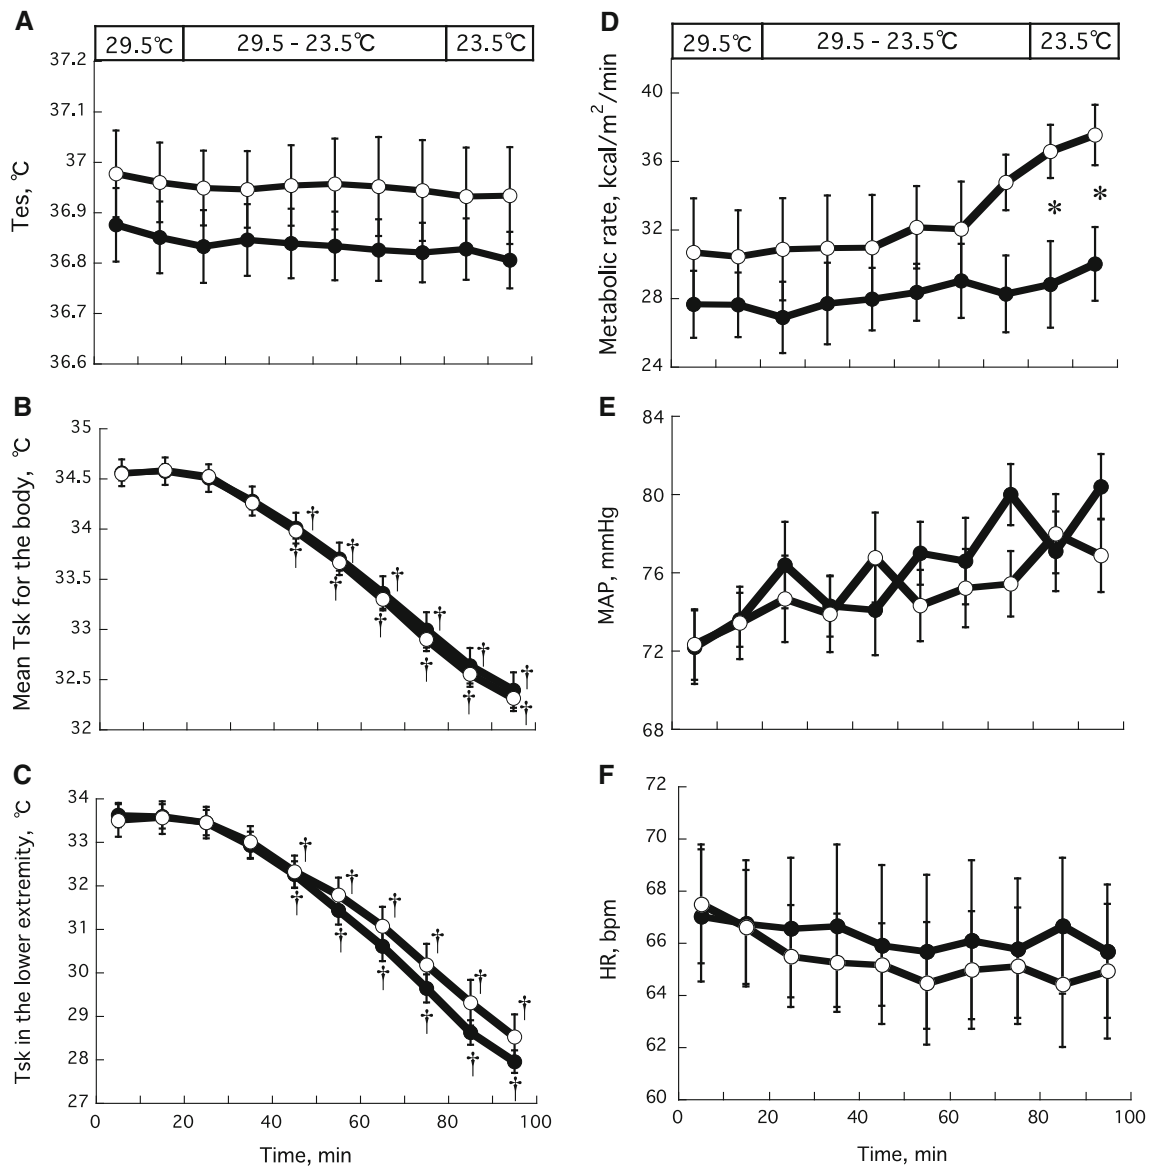 A
29.5℃
29.5 - 23.5℃
23.5℃
37.2
37.1
37
36.9
36.8
36.7
36.6
Tes, ℃
B
35
34.5
34
33.5
33
32.5
32
Mean Tsk for the body, ℃
† † † † † †
† † † † † †
C
34
33
32
31
30
29
28
27
Tsk in the lower extremity, ℃
† † † † † †
† † † † † †
0
20
40
60
80
100
Time, min
D
29.5℃
29.5 - 23.5℃
23.5℃
40
36
32
28
24
Metabolic rate, kcal/m²/min
* *
E
84
80
76
72
68
MAP, mmHg
F
72
70
68
66
64
62
60
HR, bpm
0
20
40
60
80
100
Time, min